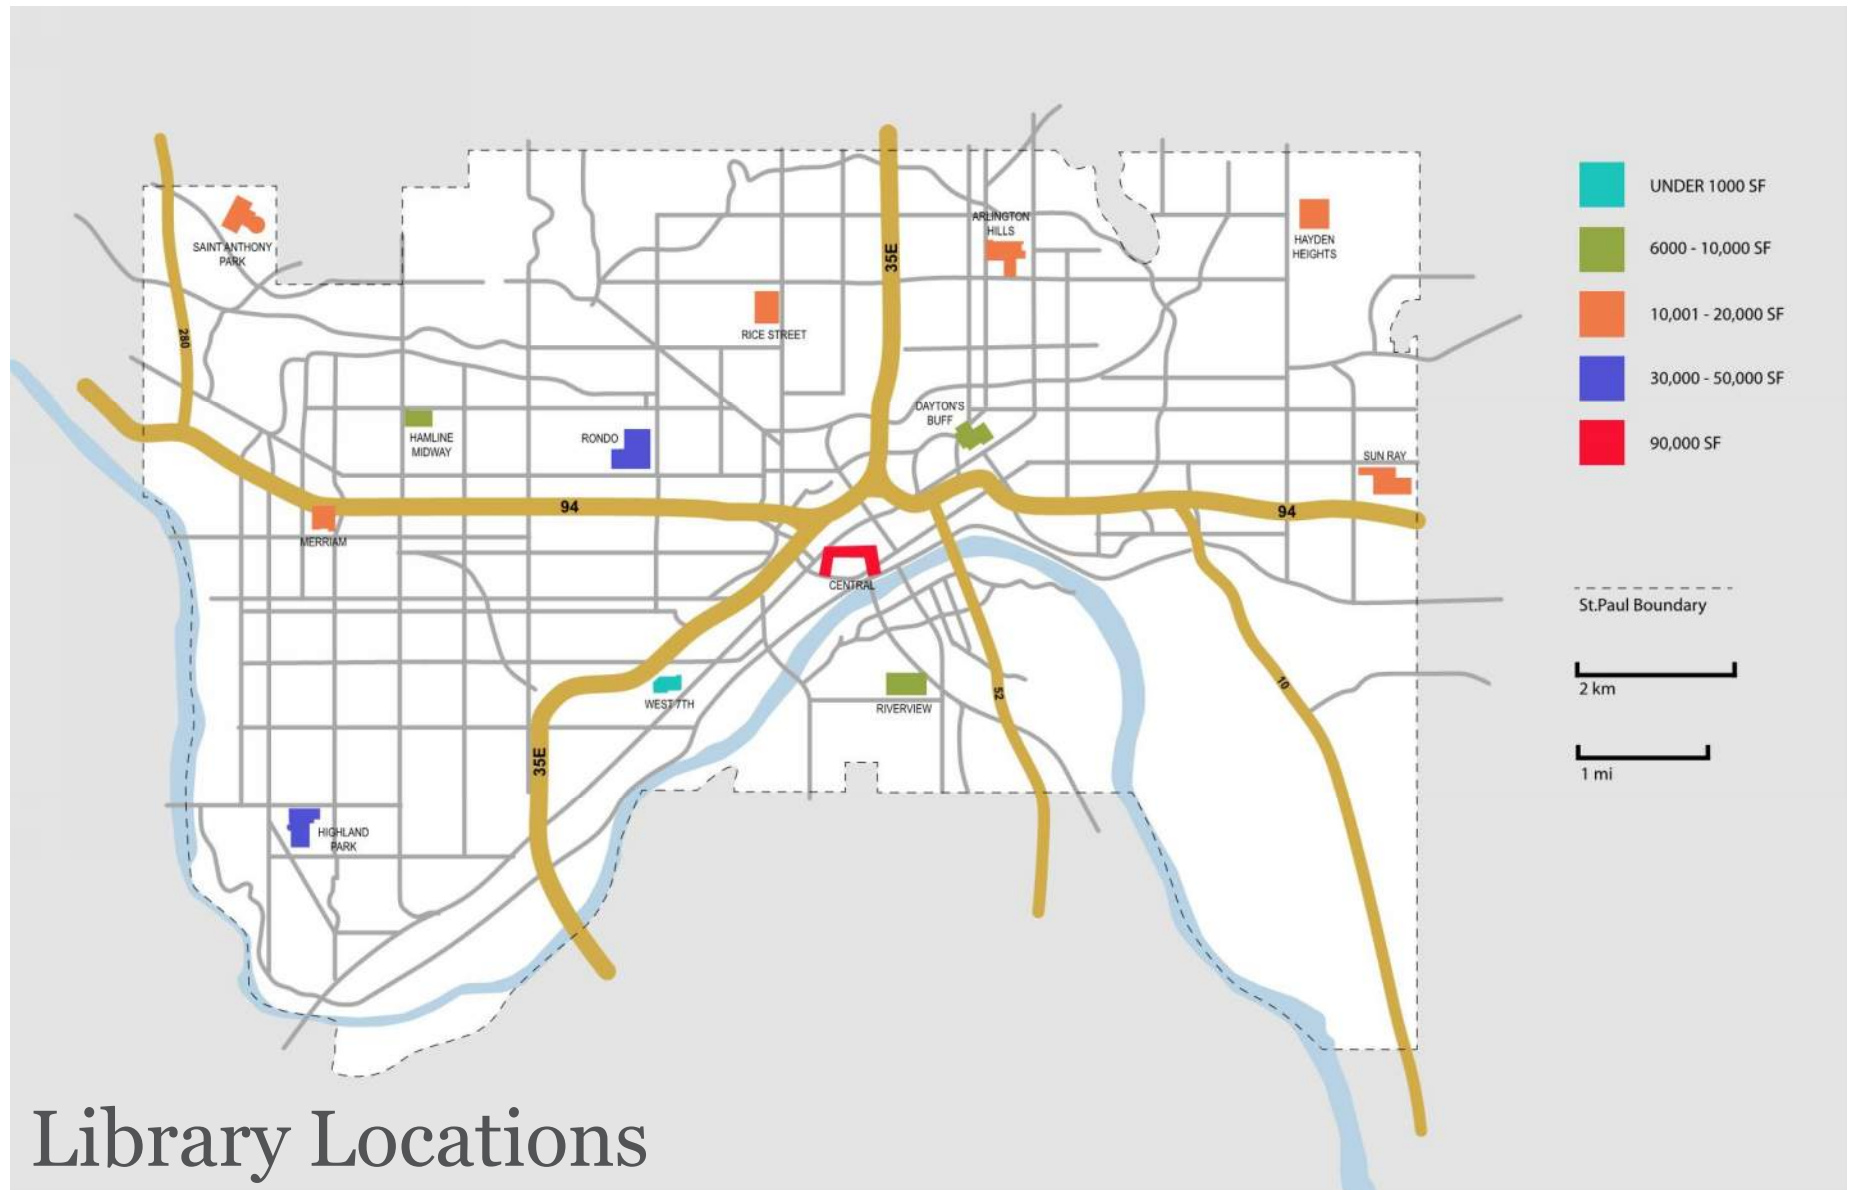 35E
ARLINGTON
HILLS
SAINT ANTHONY
PARK
HAYDEN
HEIGHTS
280
RICE STREET
DAYTON'S
BUFF
HAMLINE
MIDWAY
RONDO
SUN RAY
94
94
MERRIAM
CENTRAL
WEST 7TH
RIVERVIEW
52
10
35E
HIGHLAND
PARK
UNDER 1000 SF
6000 - 10,000 SF
10,001 - 20,000 SF
30,000 - 50,000 SF
90,000 SF
St.Paul Boundary
2 km
1 mi
Library Locations